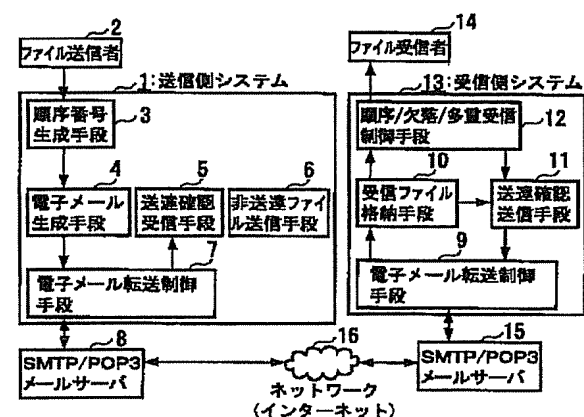 2
ファイル送信者
1:送信側システム
順序番号
生成手段
3
4
電子メール
生成手段
5
送達確認
受信手段
6
非送達ファイ
ル送信手段
7
電子メール転送制御
手段
8
SMTP/POP3
メールサーバ
14
ファイル受信者
13:受信側システム
順序/欠落/多重受信
制御手段
12
10
受信ファイル
格納手段
11
送達確認
送信手段
9
電子メール転送制御
手段
15
SMTP/POP3
メールサーバ
16
ネットワーク
(インターネット)